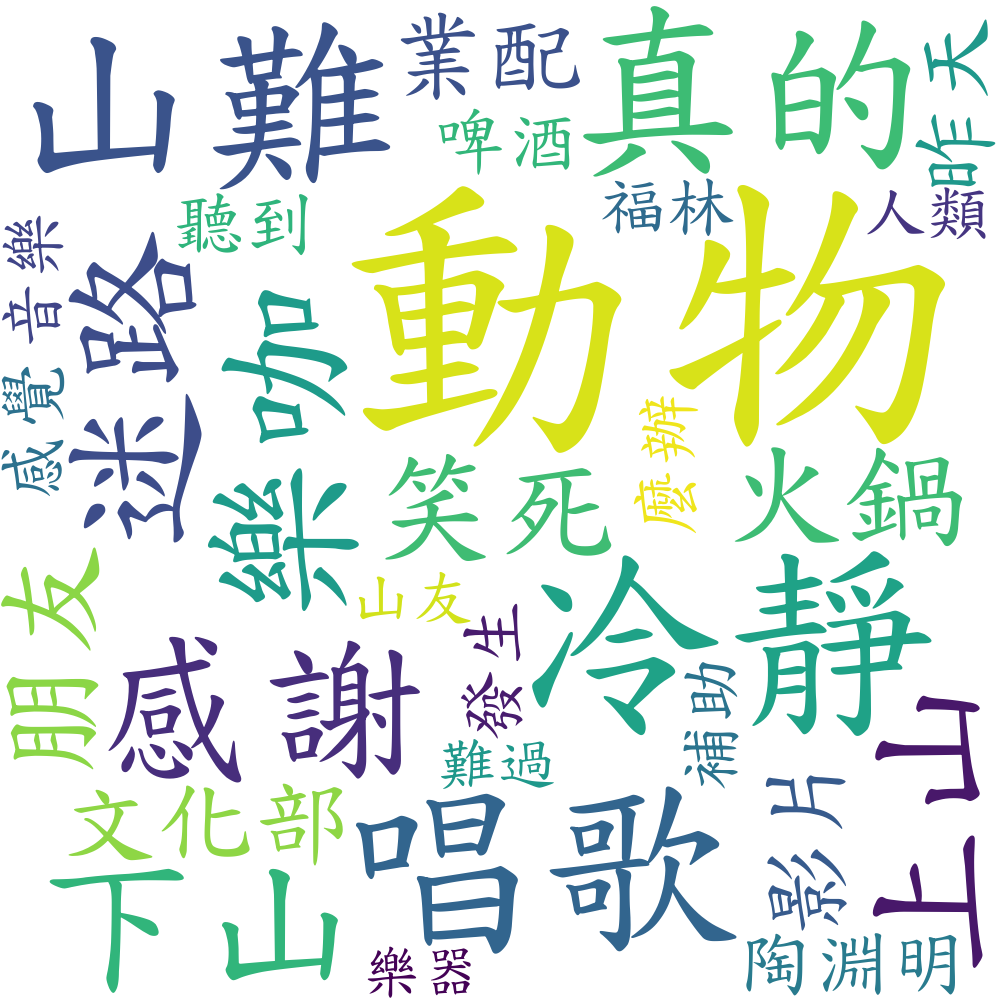 山難
業配
真的
昨天
啤酒
聽到
福林
人類
音樂
迷路
樂咖
動物
感覺
麼辦
笑死
火鍋
朋友
山友
冷靜
感謝
發生
補助
難過
上山
文化部
唱歌
影片
下山
樂器
陶淵明